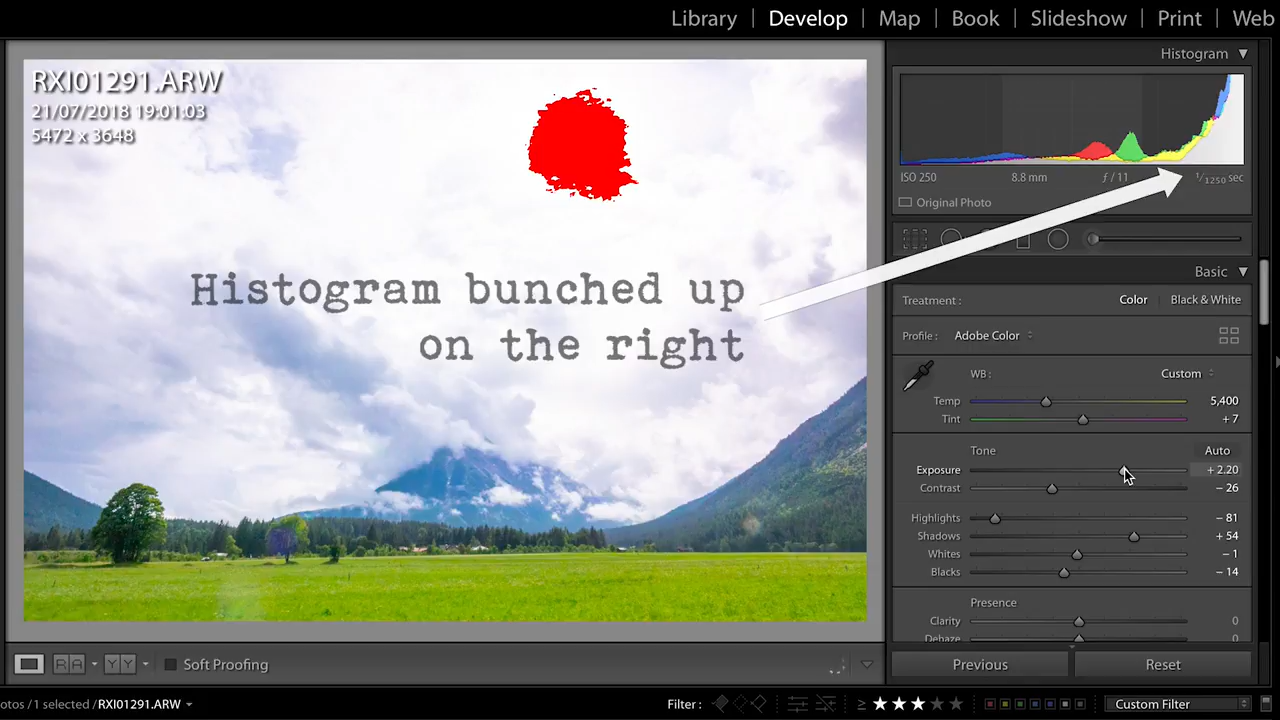 Library | Develop | Map | Book | Slideshow | Print | Web
Histogram
RXI01291.ARW
21/07/2018 19:01:03
5472 x 3648
ISO 250 8.8 mm ƒ / 11 1/1250 sec
Original Photo
Histogram bunched up
on the right
Basic
Treatment : Color | Black & White
Profile : Adobe Color
WB : Custom
Temp 5,400
Tint + 7
Tone Auto
Exposure + 2.20
Contrast – 26
Highlights – 81
Shadows + 54
Whites – 1
Blacks – 14
Presence
Clarity 0
Dehaze 0
R A Y Y Soft Proofing
Previous Reset
otos / 1 selected / RXI01291.ARW
Filter : ≥ ★★★★★ Custom Filter